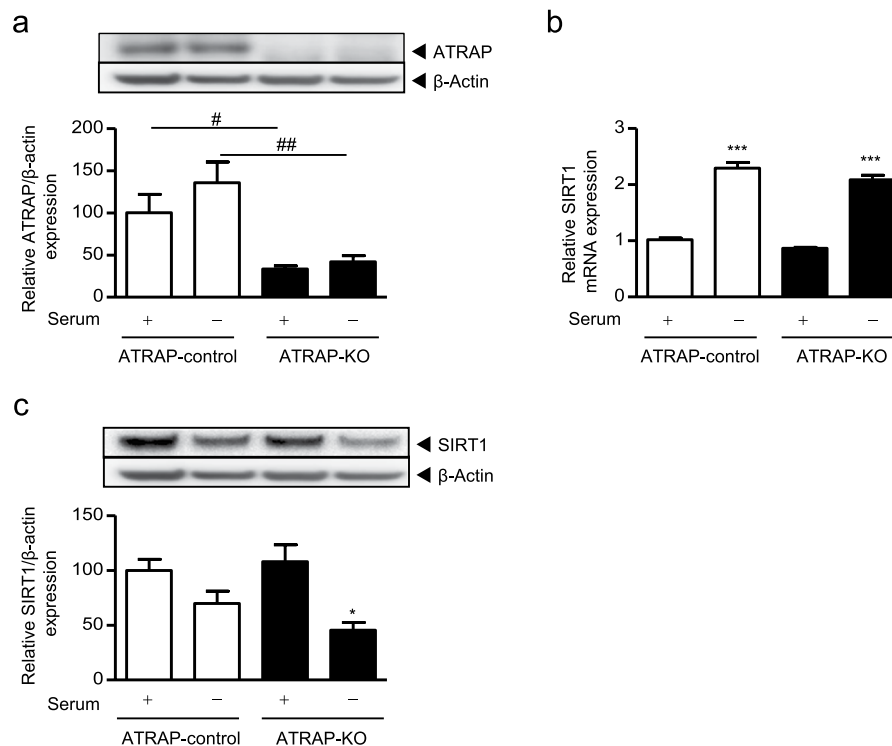 a
ATRAP
β-Actin
Relative ATRAP/β-actin
expression
200
150
100
50
0
#
##
Serum + − + −
ATRAP-control ATRAP-KO
b
Relative SIRT1
mRNA expression
3
2
1
0
*** ***
Serum + − + −
ATRAP-control ATRAP-KO
c
SIRT1
β-Actin
Relative SIRT1/β-actin
expression
150
100
50
0
*
Serum + − + −
ATRAP-control ATRAP-KO